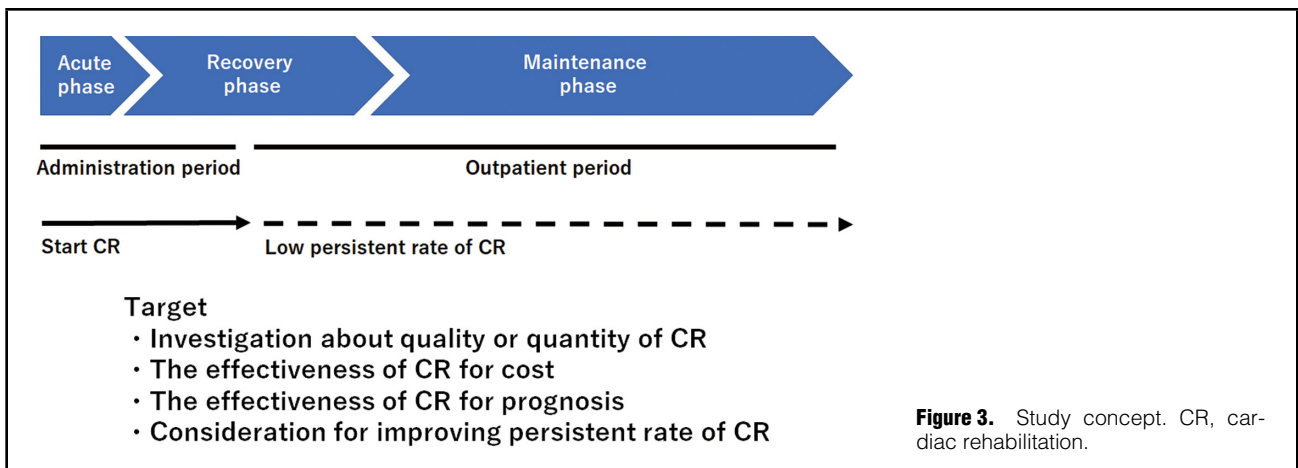 Acute
phase
Recovery
phase
Maintenance
phase
Administration period
Outpatient period
Start CR
Low persistent rate of CR
Target
・Investigation about quality or quantity of CR
・The effectiveness of CR for cost
・The effectiveness of CR for prognosis
・Consideration for improving persistent rate of CR
Figure 3. Study concept. CR, car-
diac rehabilitation.